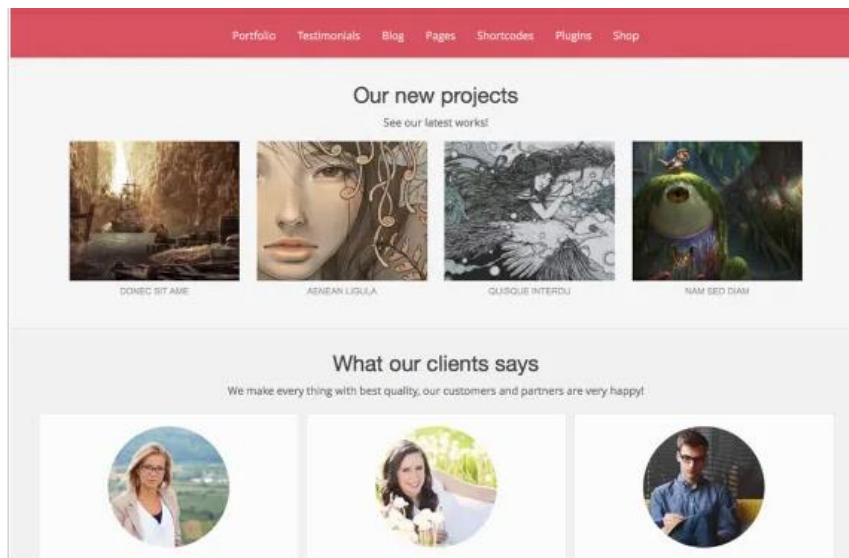 Portfolio Testimonials Blog Pages Shortcodes Plugins Shop
Our new projects
See our latest works!
DONEC SIT AME AENEAN LIGULA QUISQUE INTERDU NAM SED DIAM
What our clients says
We make every thing with best quality, our customers and partners are very happy!